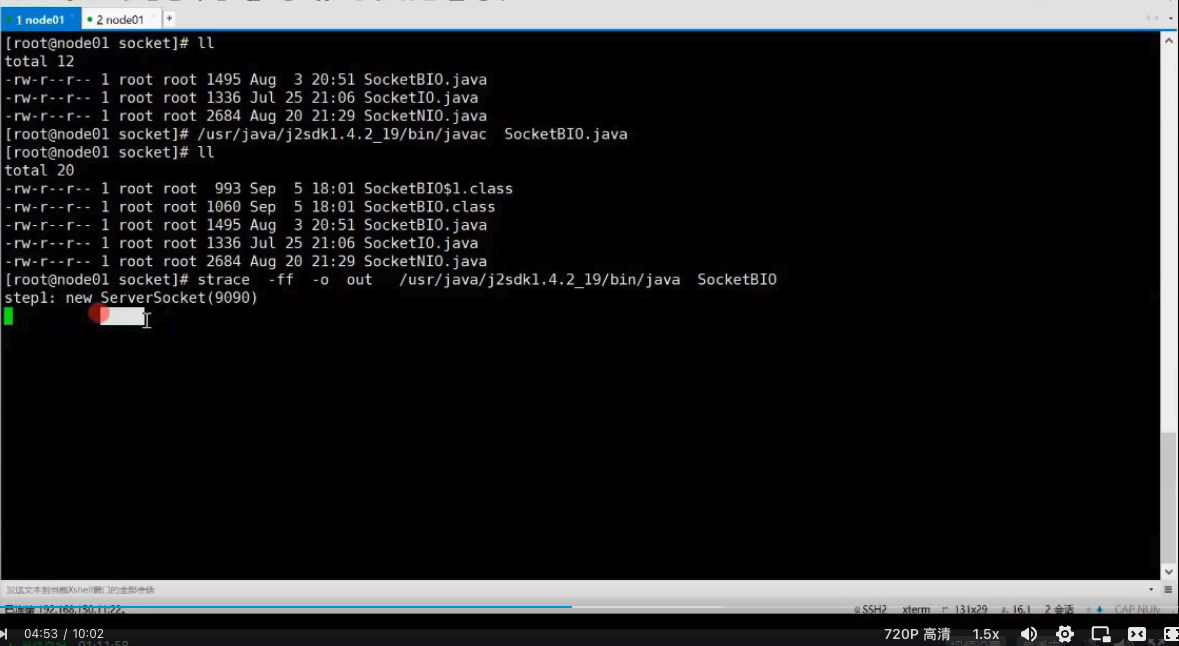 1 node01
2 node01
+
[root@node01 socket]# ll
total 12
-rw-r--r-- 1 root root 1495 Aug  3 20:51 SocketBIO.java
-rw-r--r-- 1 root root 1336 Jul 25 21:06 SocketIO.java
-rw-r--r-- 1 root root 2684 Aug 20 21:29 SocketNIO.java
[root@node01 socket]# /usr/java/j2sdk1.4.2_19/bin/javac  SocketBIO.java
[root@node01 socket]# ll
total 20
-rw-r--r-- 1 root root  993 Sep  5 18:01 SocketBIO$1.class
-rw-r--r-- 1 root root 1060 Sep  5 18:01 SocketBIO.class
-rw-r--r-- 1 root root 1495 Aug  3 20:51 SocketBIO.java
-rw-r--r-- 1 root root 1336 Jul 25 21:06 SocketIO.java
-rw-r--r-- 1 root root 2684 Aug 20 21:29 SocketNIO.java
[root@node01 socket]# strace  -ff  -o  out   /usr/java/j2sdk1.4.2_19/bin/java  SocketBIO
step1: new ServerSocket(9090)
发送文本到当前Xshell窗口的全部会话
已连接 192.168.150.11:22。
SSH2 xterm 131x29 16,1 2 会话 CAP NUM
04:53 / 10:02
720P 高清 1.5x
01:11:58